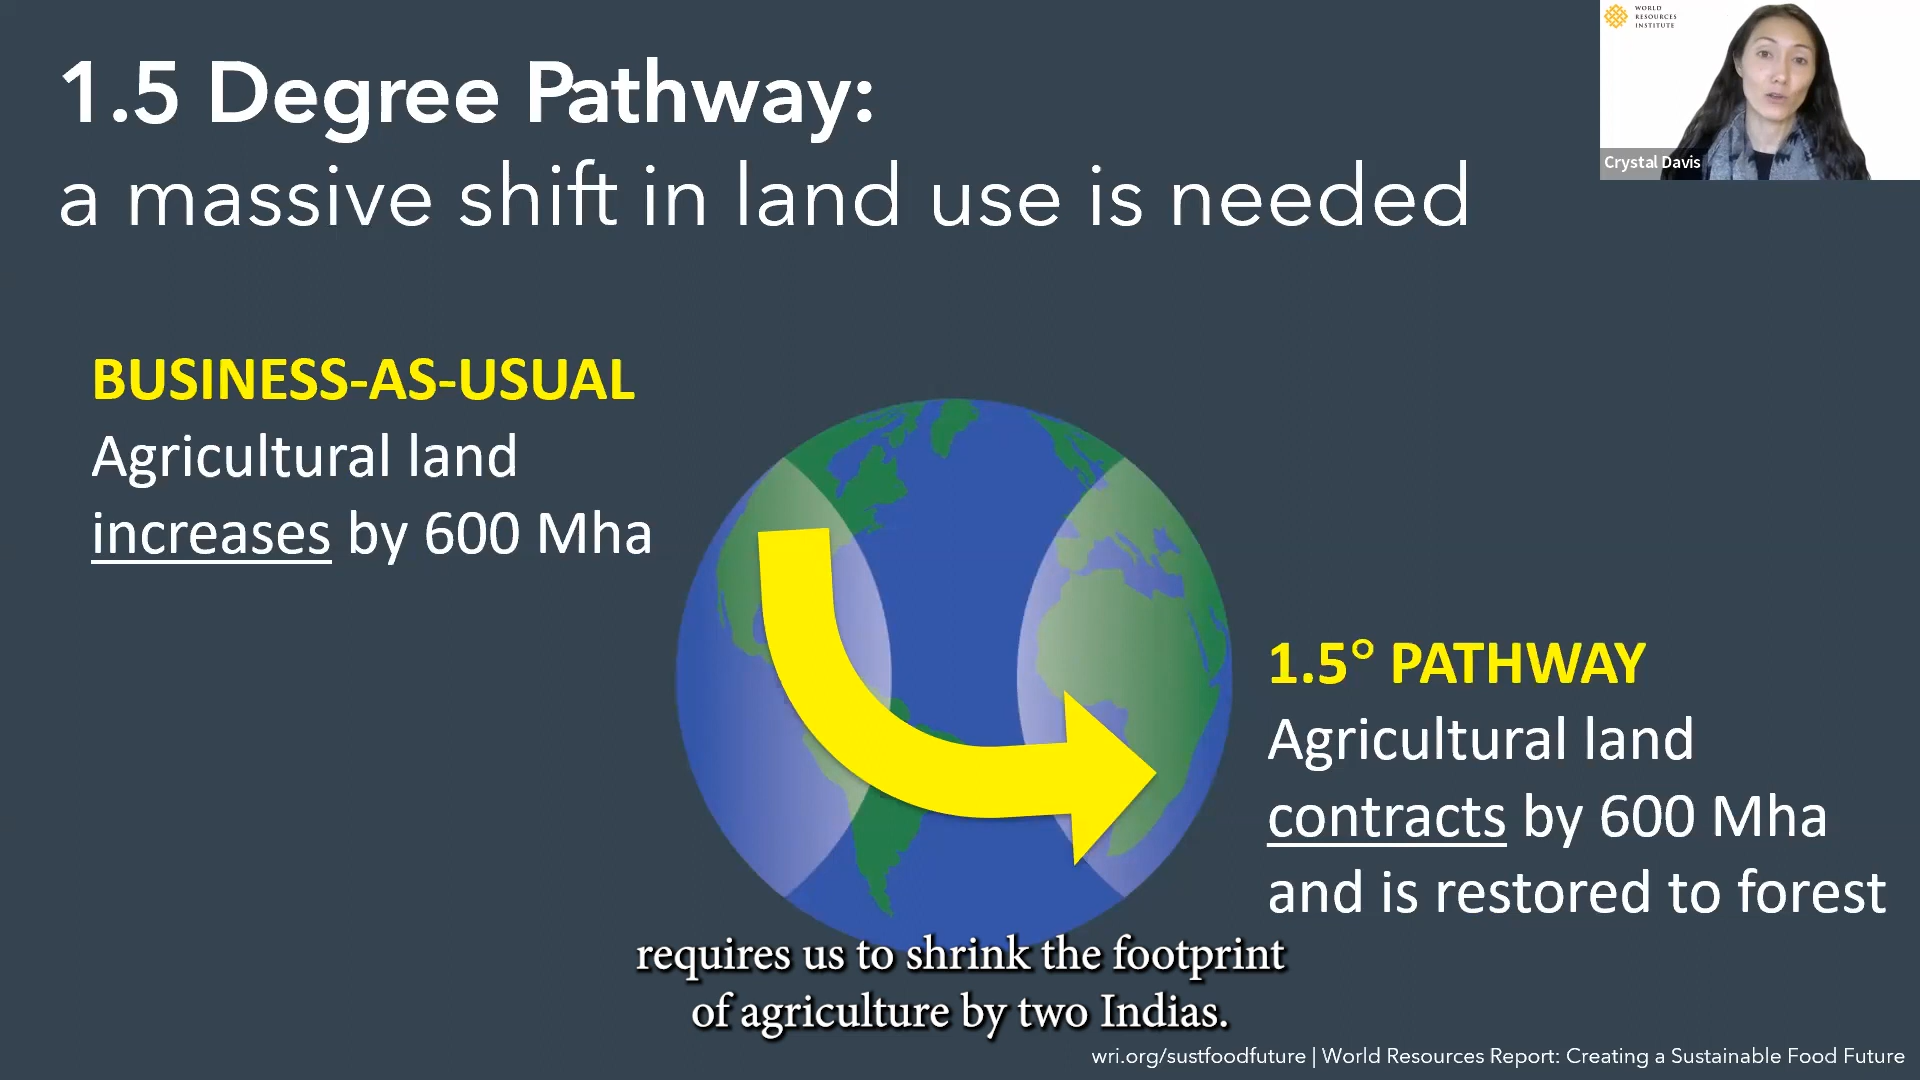 1.5 Degree Pathway:
a massive shift in land use is needed
WORLD
RESOURCES
INSTITUTE
Crystal Davis
BUSINESS-AS-USUAL
Agricultural land
increases by 600 Mha
1.5° PATHWAY
Agricultural land
contracts by 600 Mha
and is restored to forest
requires us to shrink the footprint
of agriculture by two Indias.
wri.org/sustfoodfuture | World Resources Report: Creating a Sustainable Food Future